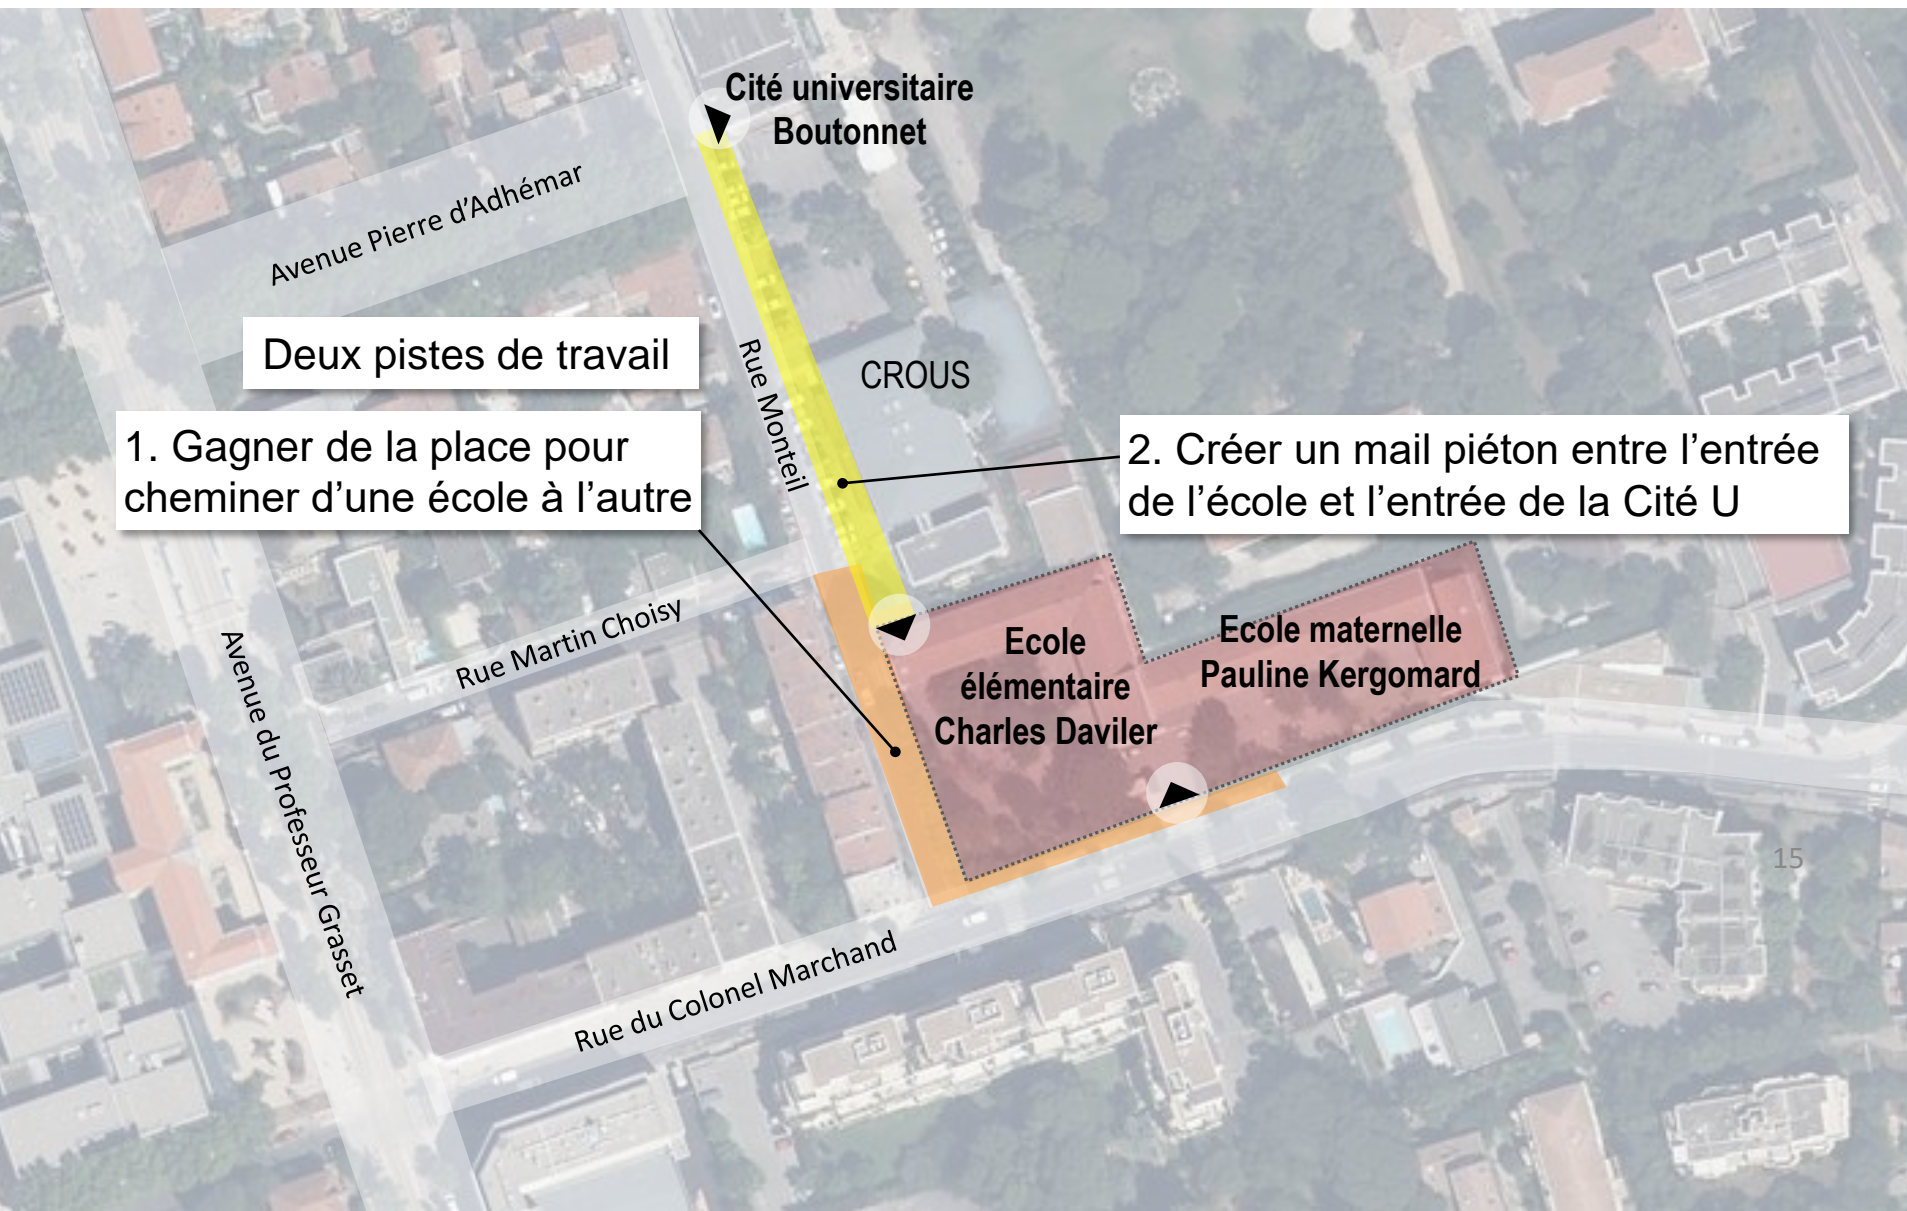 Cité universitaire
Boutonnet
Avenue Pierre d’Adhémar
Deux pistes de travail
Rue Monteil
CROUS
1. Gagner de la place pour
cheminer d’une école à l’autre
2. Créer un mail piéton entre l’entrée
de l’école et l’entrée de la Cité U
Rue Martin Choisy
Ecole
élémentaire
Charles Daviler
Ecole maternelle
Pauline Kergomard
Avenue du Professeur Grasset
Rue du Colonel Marchand
15